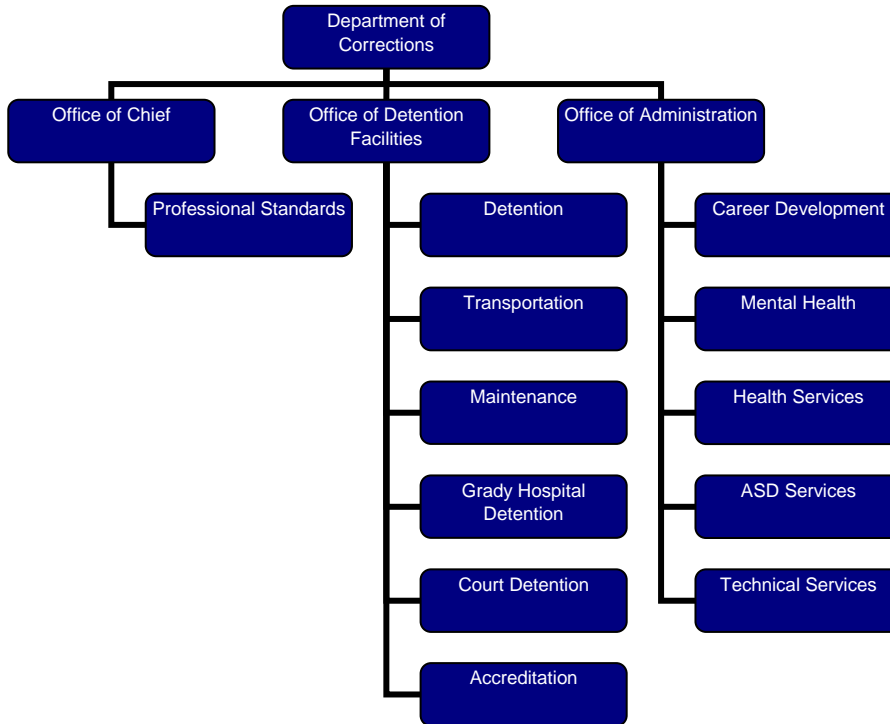 Department of
Corrections
Office of Chief
Office of Detention
Facilities
Office of Administration
Professional Standards
Detention
Career Development
Transportation
Mental Health
Maintenance
Health Services
Grady Hospital
Detention
ASD Services
Court Detention
Technical Services
Accreditation